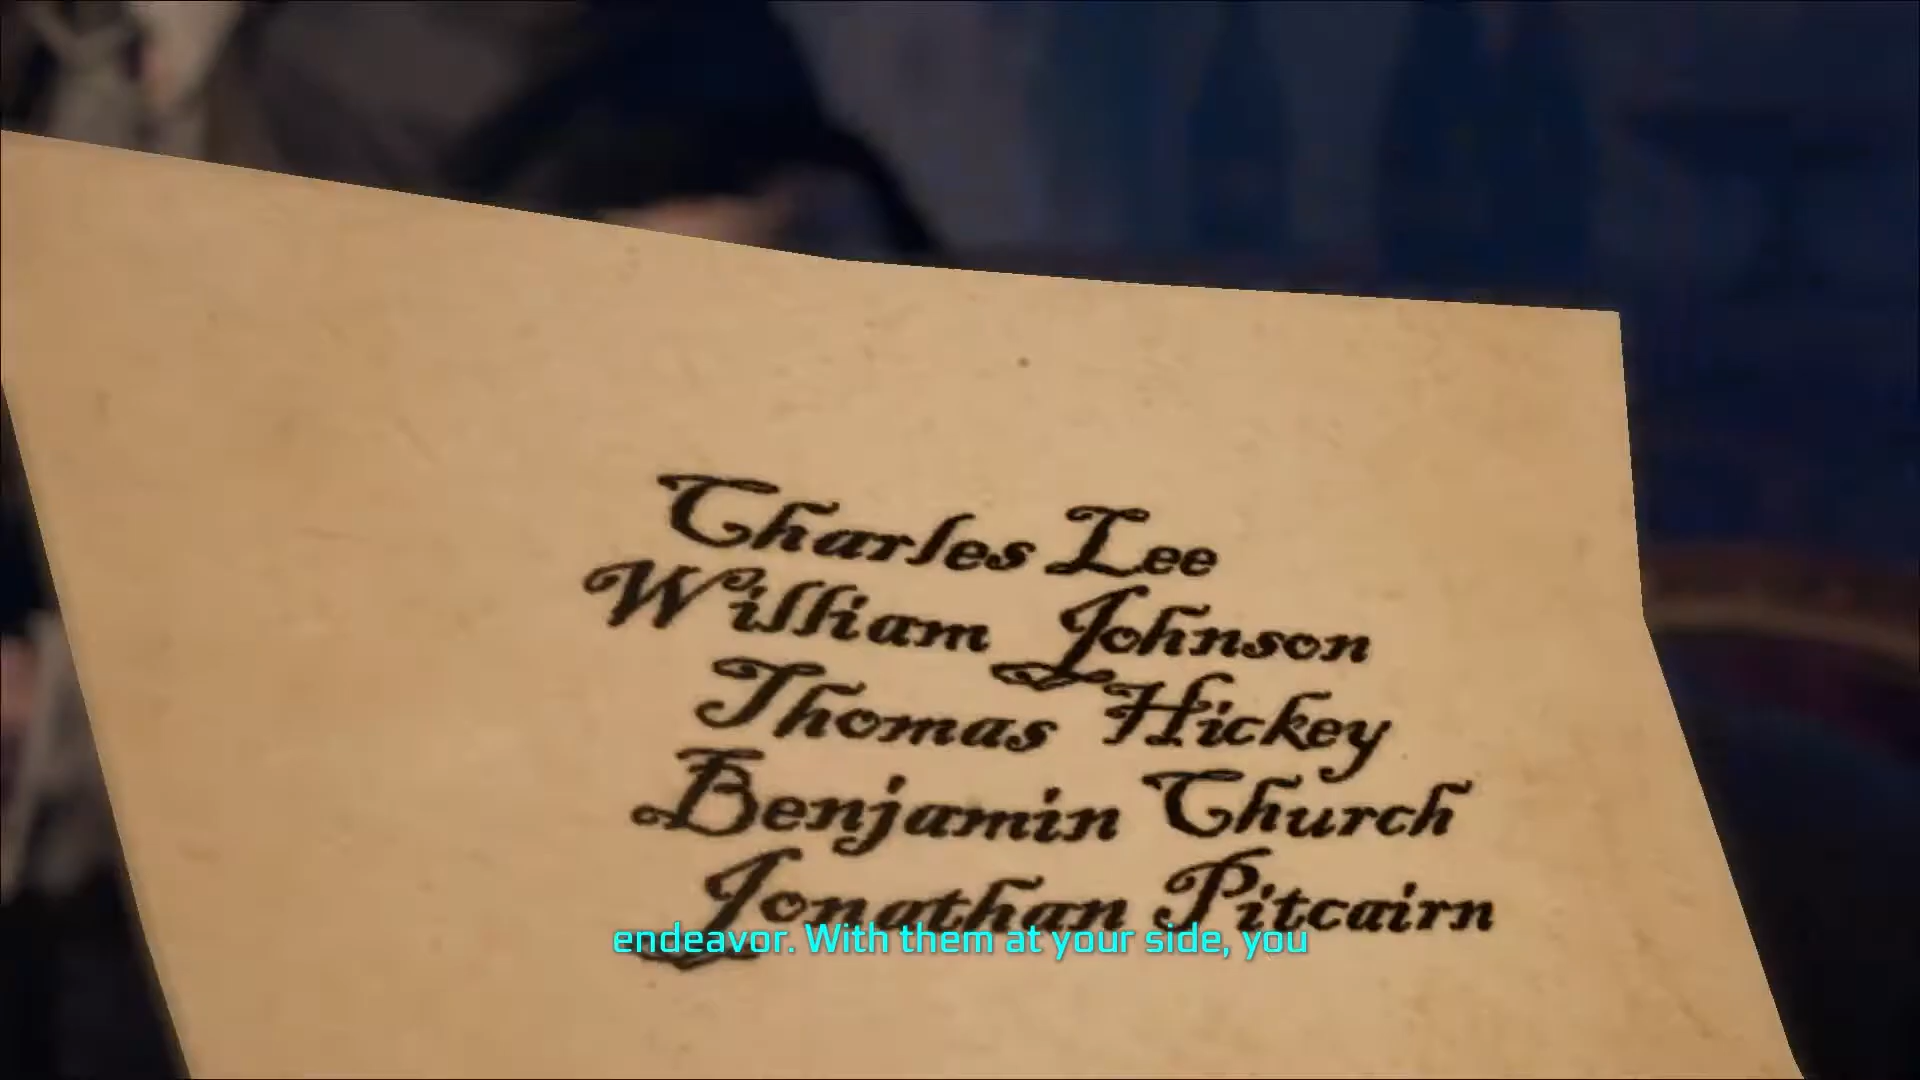 Charles Lee
William Johnson
Thomas Hickey
Benjamin Church
Jonathan Pitcairn
endeavor. With them at your side, you